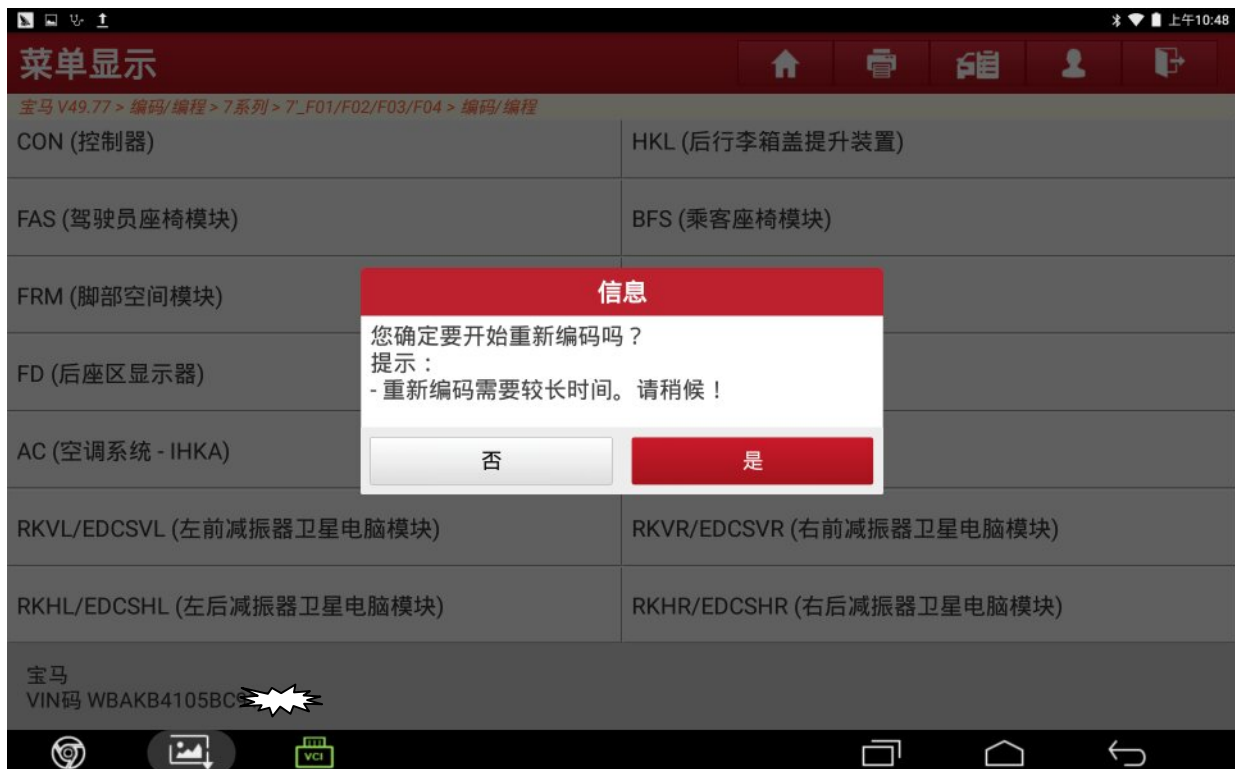 上午10:48
菜单显示
宝马 V49.77 > 编码/编程 > 7系列 > 7'_F01/F02/F03/F04 > 编码/编程
CON (控制器)
HKL (后行李箱盖提升装置)
FAS (驾驶员座椅模块)
BFS (乘客座椅模块)
FRM (脚部空间模块)
信息
您确定要开始重新编码吗？
提示：
- 重新编码需要较长时间。请稍候！
否
是
FD (后座区显示器)
AC (空调系统 - IHKA)
RKVL/EDCSVL (左前减振器卫星电脑模块)
RKVR/EDCSVR (右前减振器卫星电脑模块)
RKHL/EDCSHL (左后减振器卫星电脑模块)
RKHR/EDCSHR (右后减振器卫星电脑模块)
宝马
VIN码 WBAKB4105BC
VCI